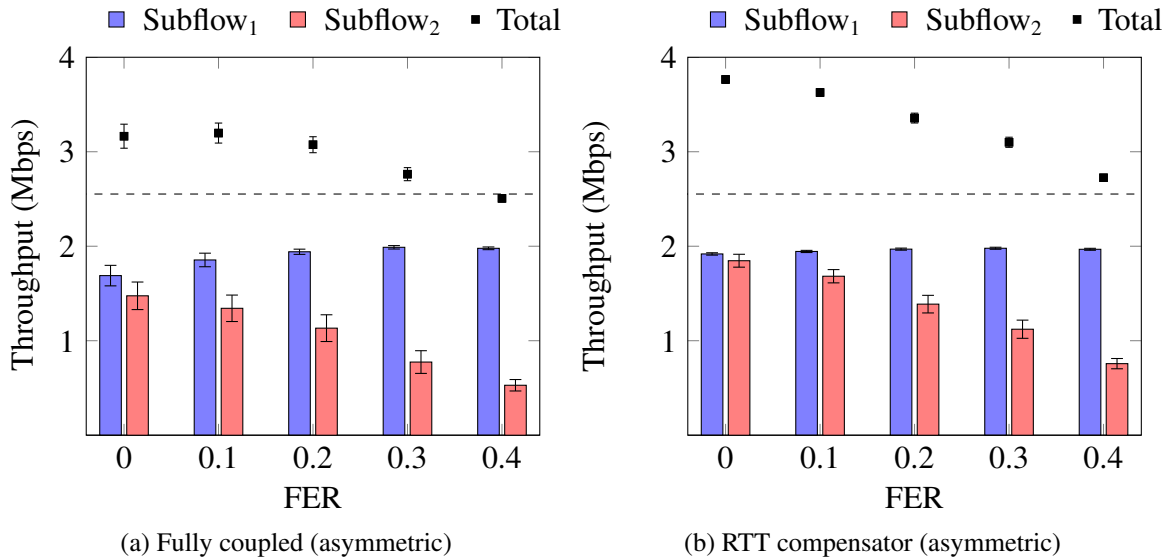 Subflow₁ Subflow₂ Total
4
3
2
1
Throughput (Mbps)
0 0.1 0.2 0.3 0.4
FER
(a) Fully coupled (asymmetric)
Subflow₁ Subflow₂ Total
4
3
2
1
Throughput (Mbps)
0 0.1 0.2 0.3 0.4
FER
(b) RTT compensator (asymmetric)